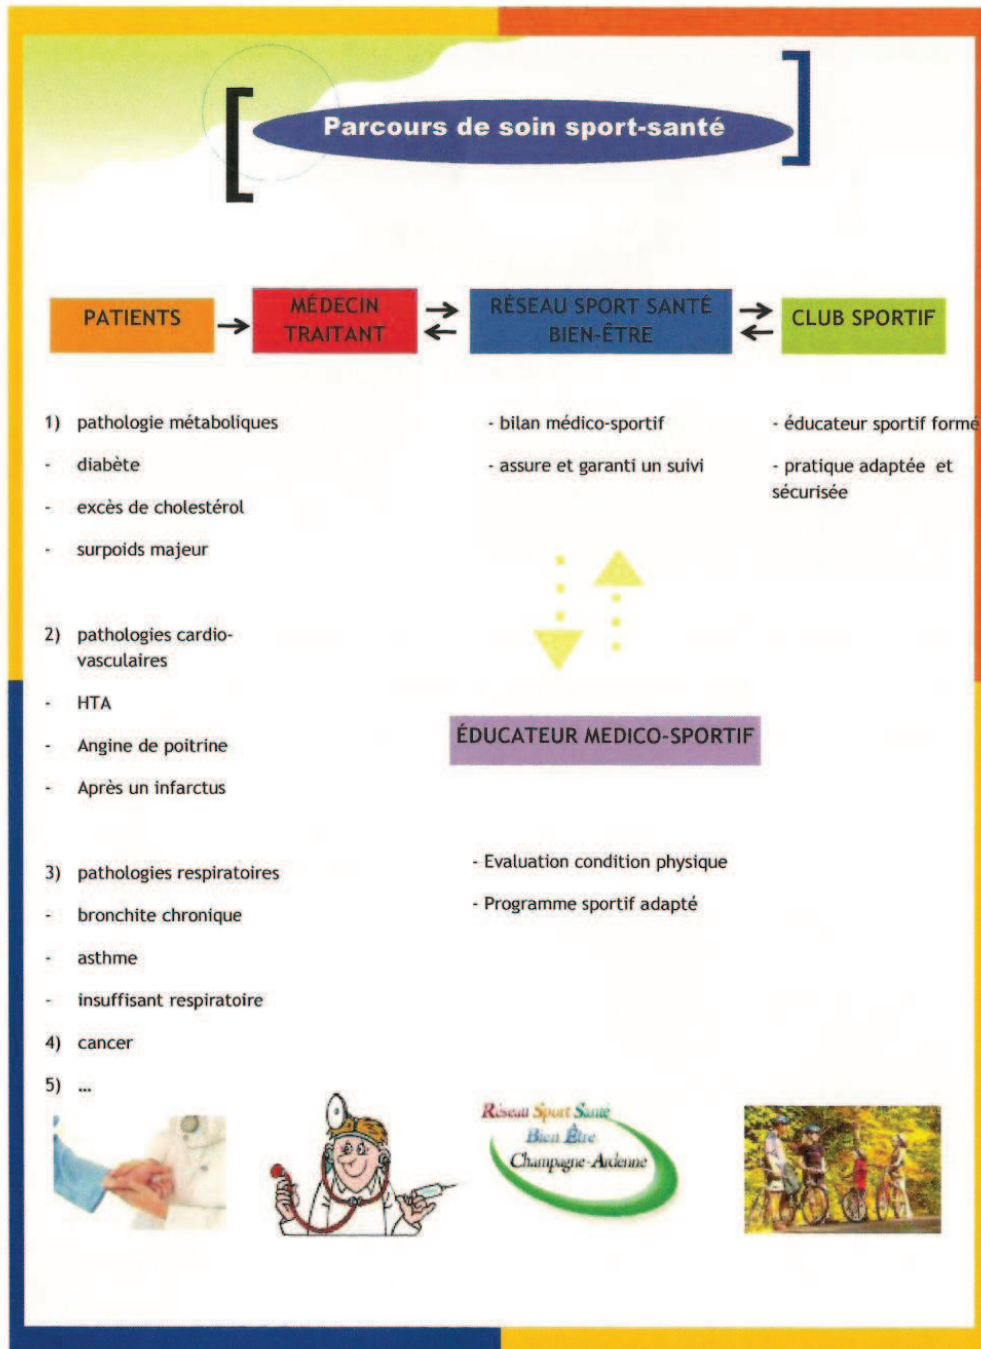 Parcours de soin sport-santé
PATIENTS
MÉDECIN
TRAITANT
RÉSEAU SPORT SANTÉ
BIEN-ÊTRE
CLUB SPORTIF
1) pathologie métaboliques
- diabète
- excès de cholestérol
- surpoids majeur
2) pathologies cardio-
vasculaires
- HTA
- Angine de poitrine
- Après un infarctus
3) pathologies respiratoires
- bronchite chronique
- asthme
- insuffisant respiratoire
4) cancer
5) ...
- bilan médico-sportif
- assure et garanti un suivi
- éducateur sportif formé
- pratique adaptée et
sécurisée
ÉDUCATEUR MEDICO-SPORTIF
- Evaluation condition physique
- Programme sportif adapté
Réseau Sport Santé
Bien Être
Champagne-Ardenne